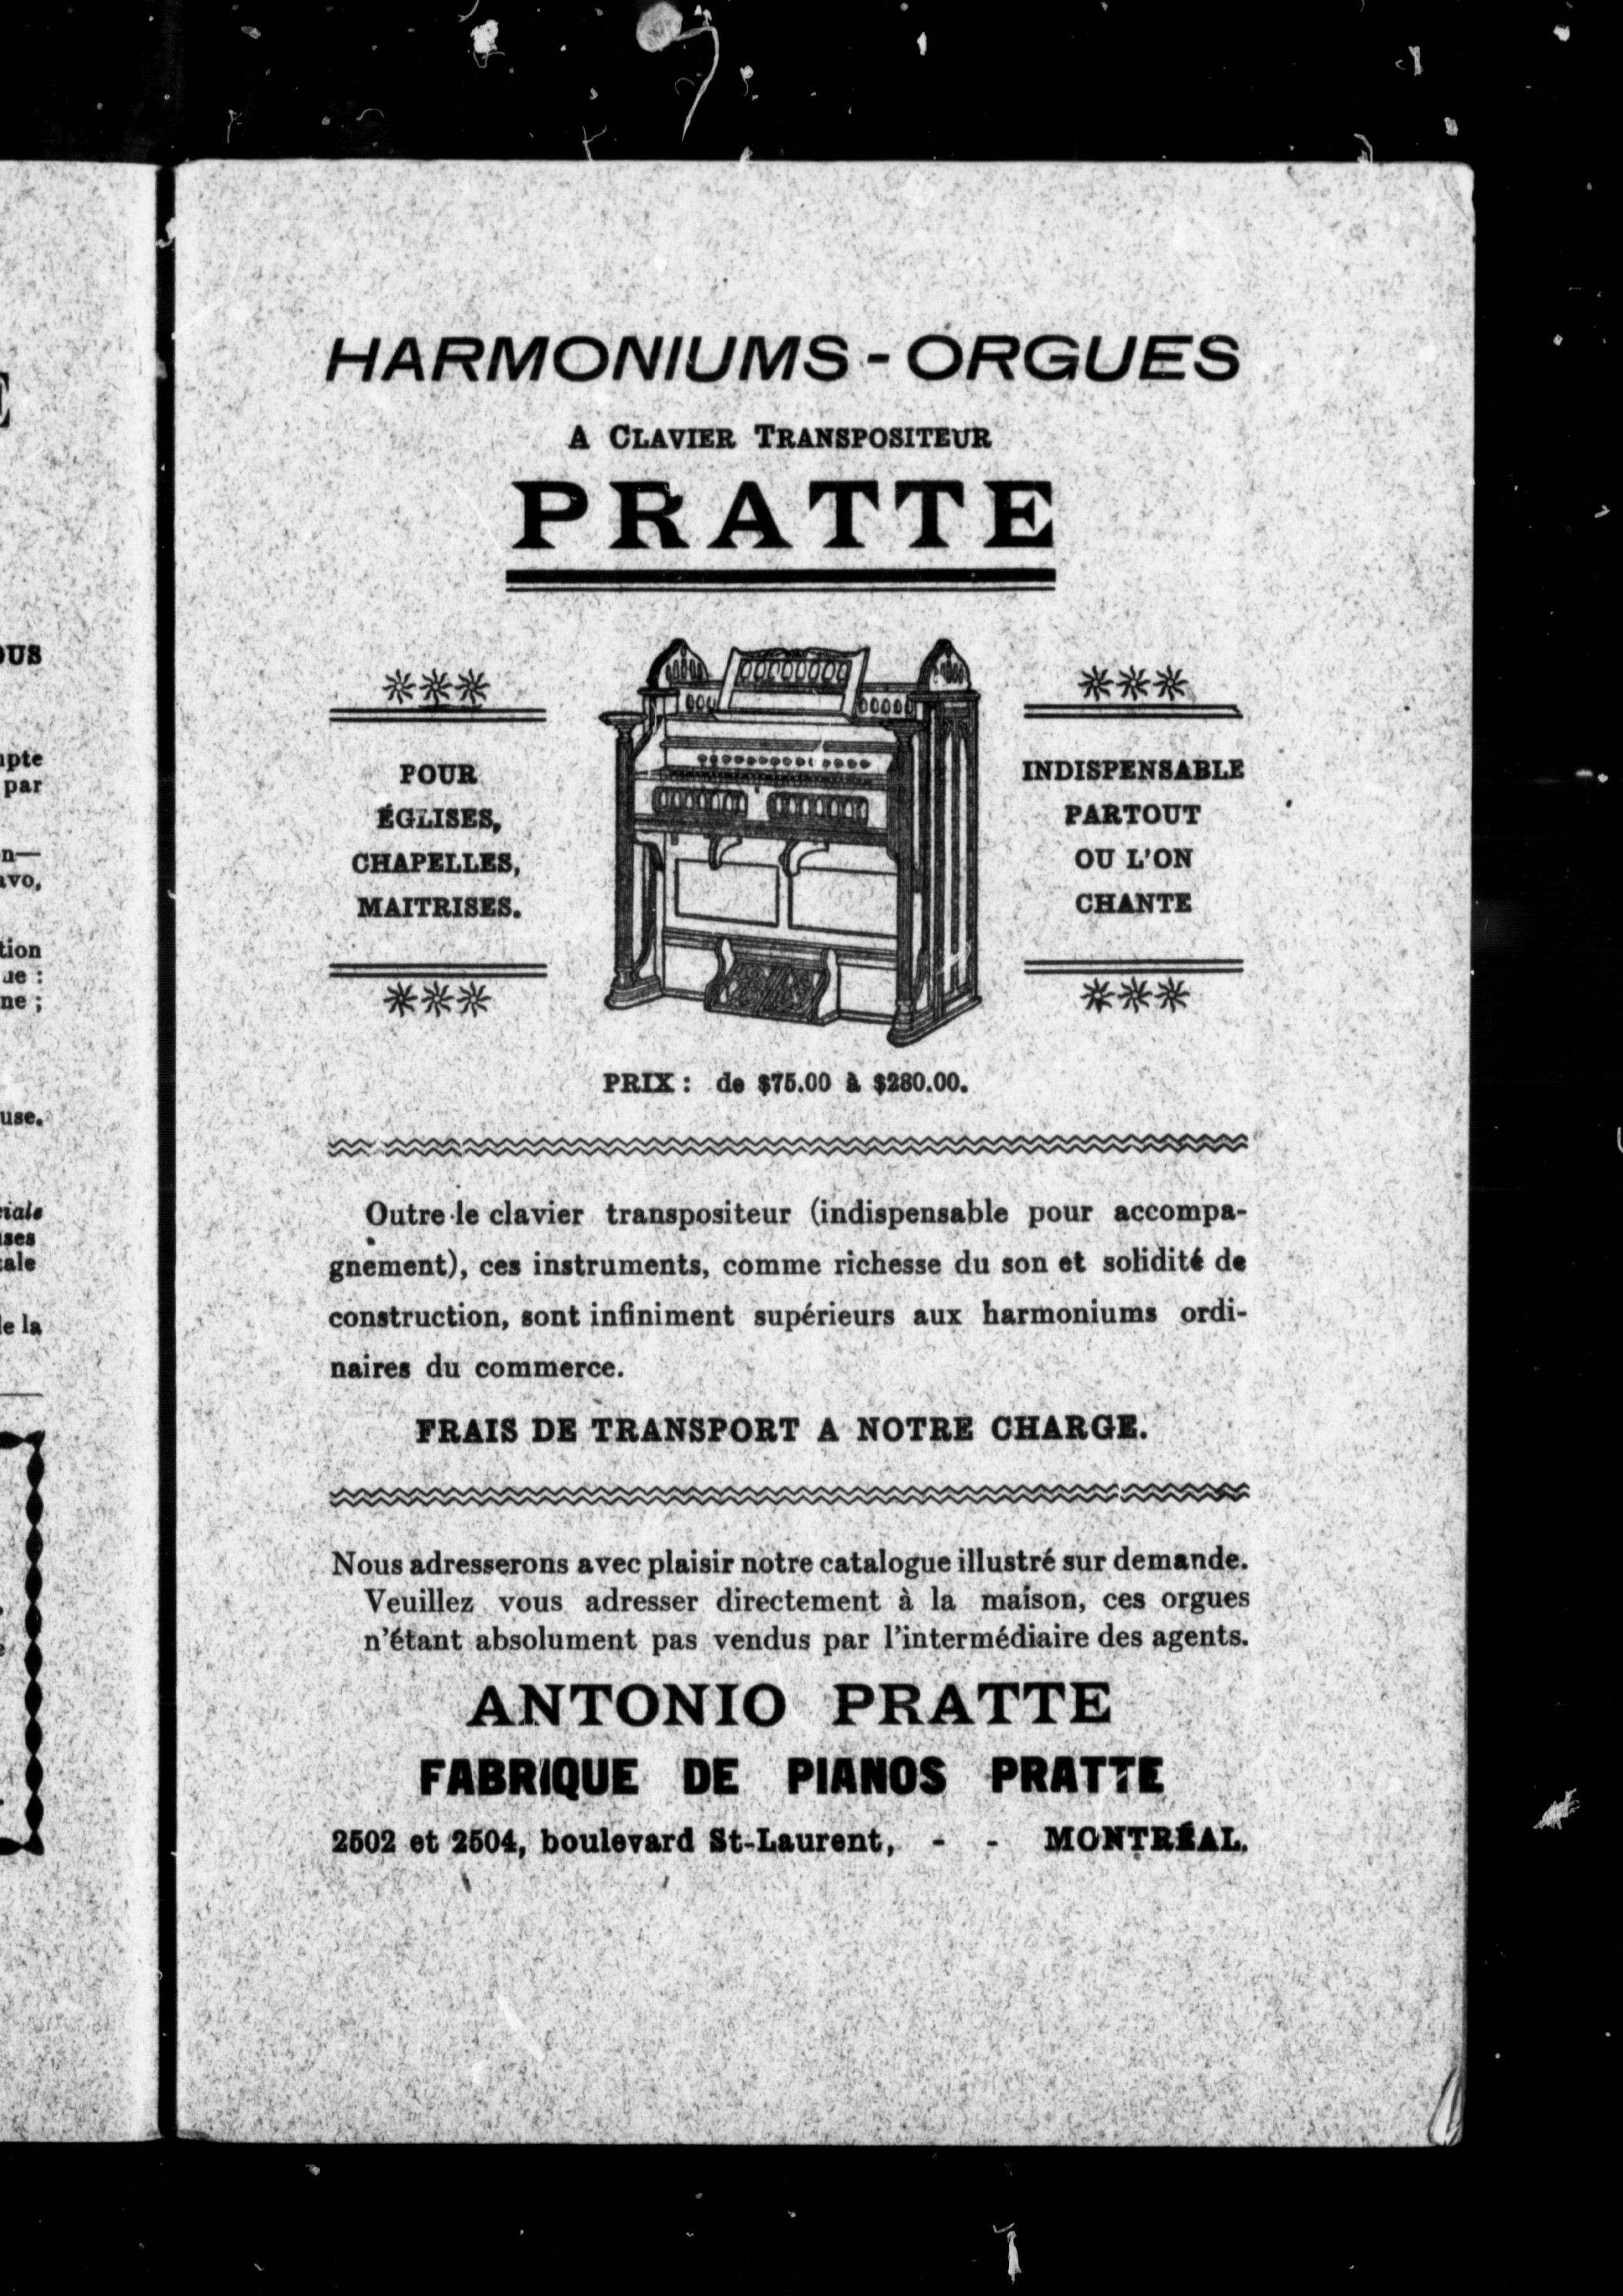 HARMONIUMS - ORGUES
A CLAVIER TRANSPOSITEUR
PRATTE
POUR
ÉGLISES,
CHAPELLES,
MAITRISES.
INDISPENSABLE
PARTOUT
OU L'ON
CHANTE
PRIX : de $75.00 à $280.00.
Outre le clavier transpositeur (indispensable pour accompa-
gnement), ces instruments, comme richesse du son et solidité de
construction, sont infiniment supérieurs aux harmoniums ordi-
naires du commerce.
FRAIS DE TRANSPORT A NOTRE CHARGE.
Nous adresserons avec plaisir notre catalogue illustré sur demande.
Veuillez vous adresser directement à la maison, ces orgues
n'étant absolument pas vendus par l'intermédiaire des agents.
ANTONIO PRATTE
FABRIQUE DE PIANOS PRATTE
2502 et 2504, boulevard St-Laurent, - - MONTRÉAL.